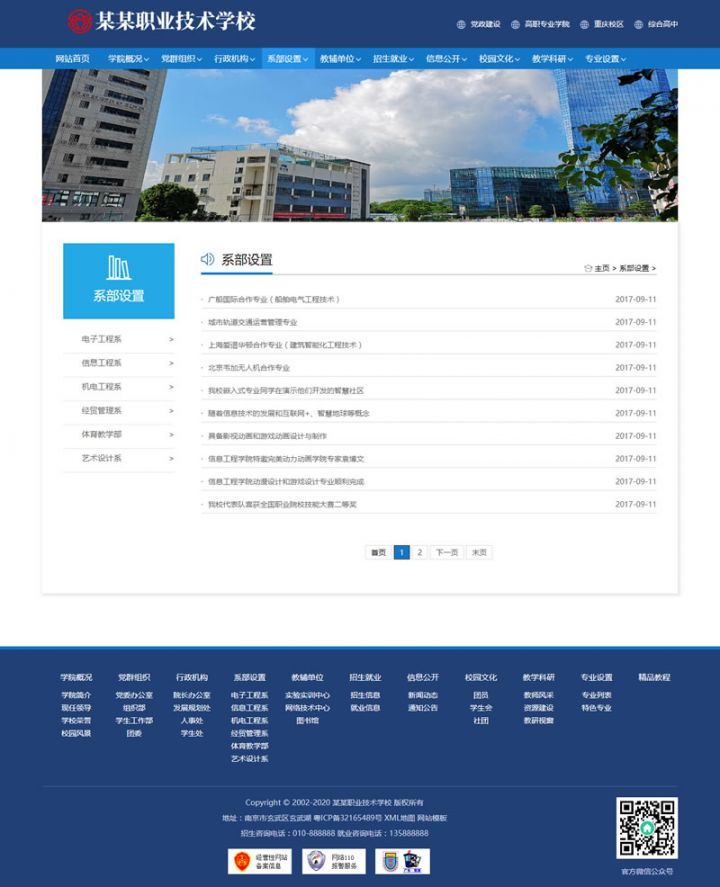 某某职业技术学校
党政建设 高职专业学院 重庆校区 综合高中
网站首页 学院概况 党群组织 行政机构 系部设置 教辅单位 招生就业 信息公开 校园文化 教学科研 专业设置
系部设置
系部设置
主页 > 系部设置 >
电子工程系 >
信息工程系 >
机电工程系 >
经贸管理系 >
体育教学部 >
艺术设计系 >
· 广船国际合作专业（船舶电气工程技术） 2017-09-11
· 城市轨道交通运营管理专业 2017-09-11
· 上海爱谱华顿合作专业（建筑智能化工程技术） 2017-09-11
· 北京韦加无人机合作专业 2017-09-11
· 我校嵌入式专业同学在演示他们开发的智慧社区 2017-09-11
· 随着信息技术的发展和互联网+、智慧地球等概念 2017-09-11
· 具备影视动画和游戏动画设计与制作 2017-09-11
· 信息工程学院特邀完美动力动画学院专家袁博文 2017-09-11
· 信息工程学院动漫设计和游戏设计专业顺利完成 2017-09-11
· 我校代表队喜获全国职业院校技能大赛二等奖 2017-09-11
首页 1 2 下一页 末页
学院概况 党群组织 行政机构 系部设置 教辅单位 招生就业 信息公开 校园文化 教学科研 专业设置 精品教程
学院简介 党委办公室 院长办公室 电子工程系 实验实训中心 招生信息 新闻动态 团员 教师风采 专业列表
现任领导 组织部 发展规划处 信息工程系 网络技术中心 就业信息 通知公告 学生会 资源建设 特色专业
学校荣誉 学生工作部 人事处 机电工程系 图书馆 社团 教研视窗
校园风景 团委 学生处 经贸管理系
体育教学部
艺术设计系
Copyright © 2002-2020 某某职业技术学校 版权所有
地址：南京市玄武区玄武湖 粤ICP备32165489号 XML地图 网站模板
招生咨询电话：010-888888 就业咨询电话：135888888
经营性网站
备案信息
网络110
报警服务
官方微信公众号